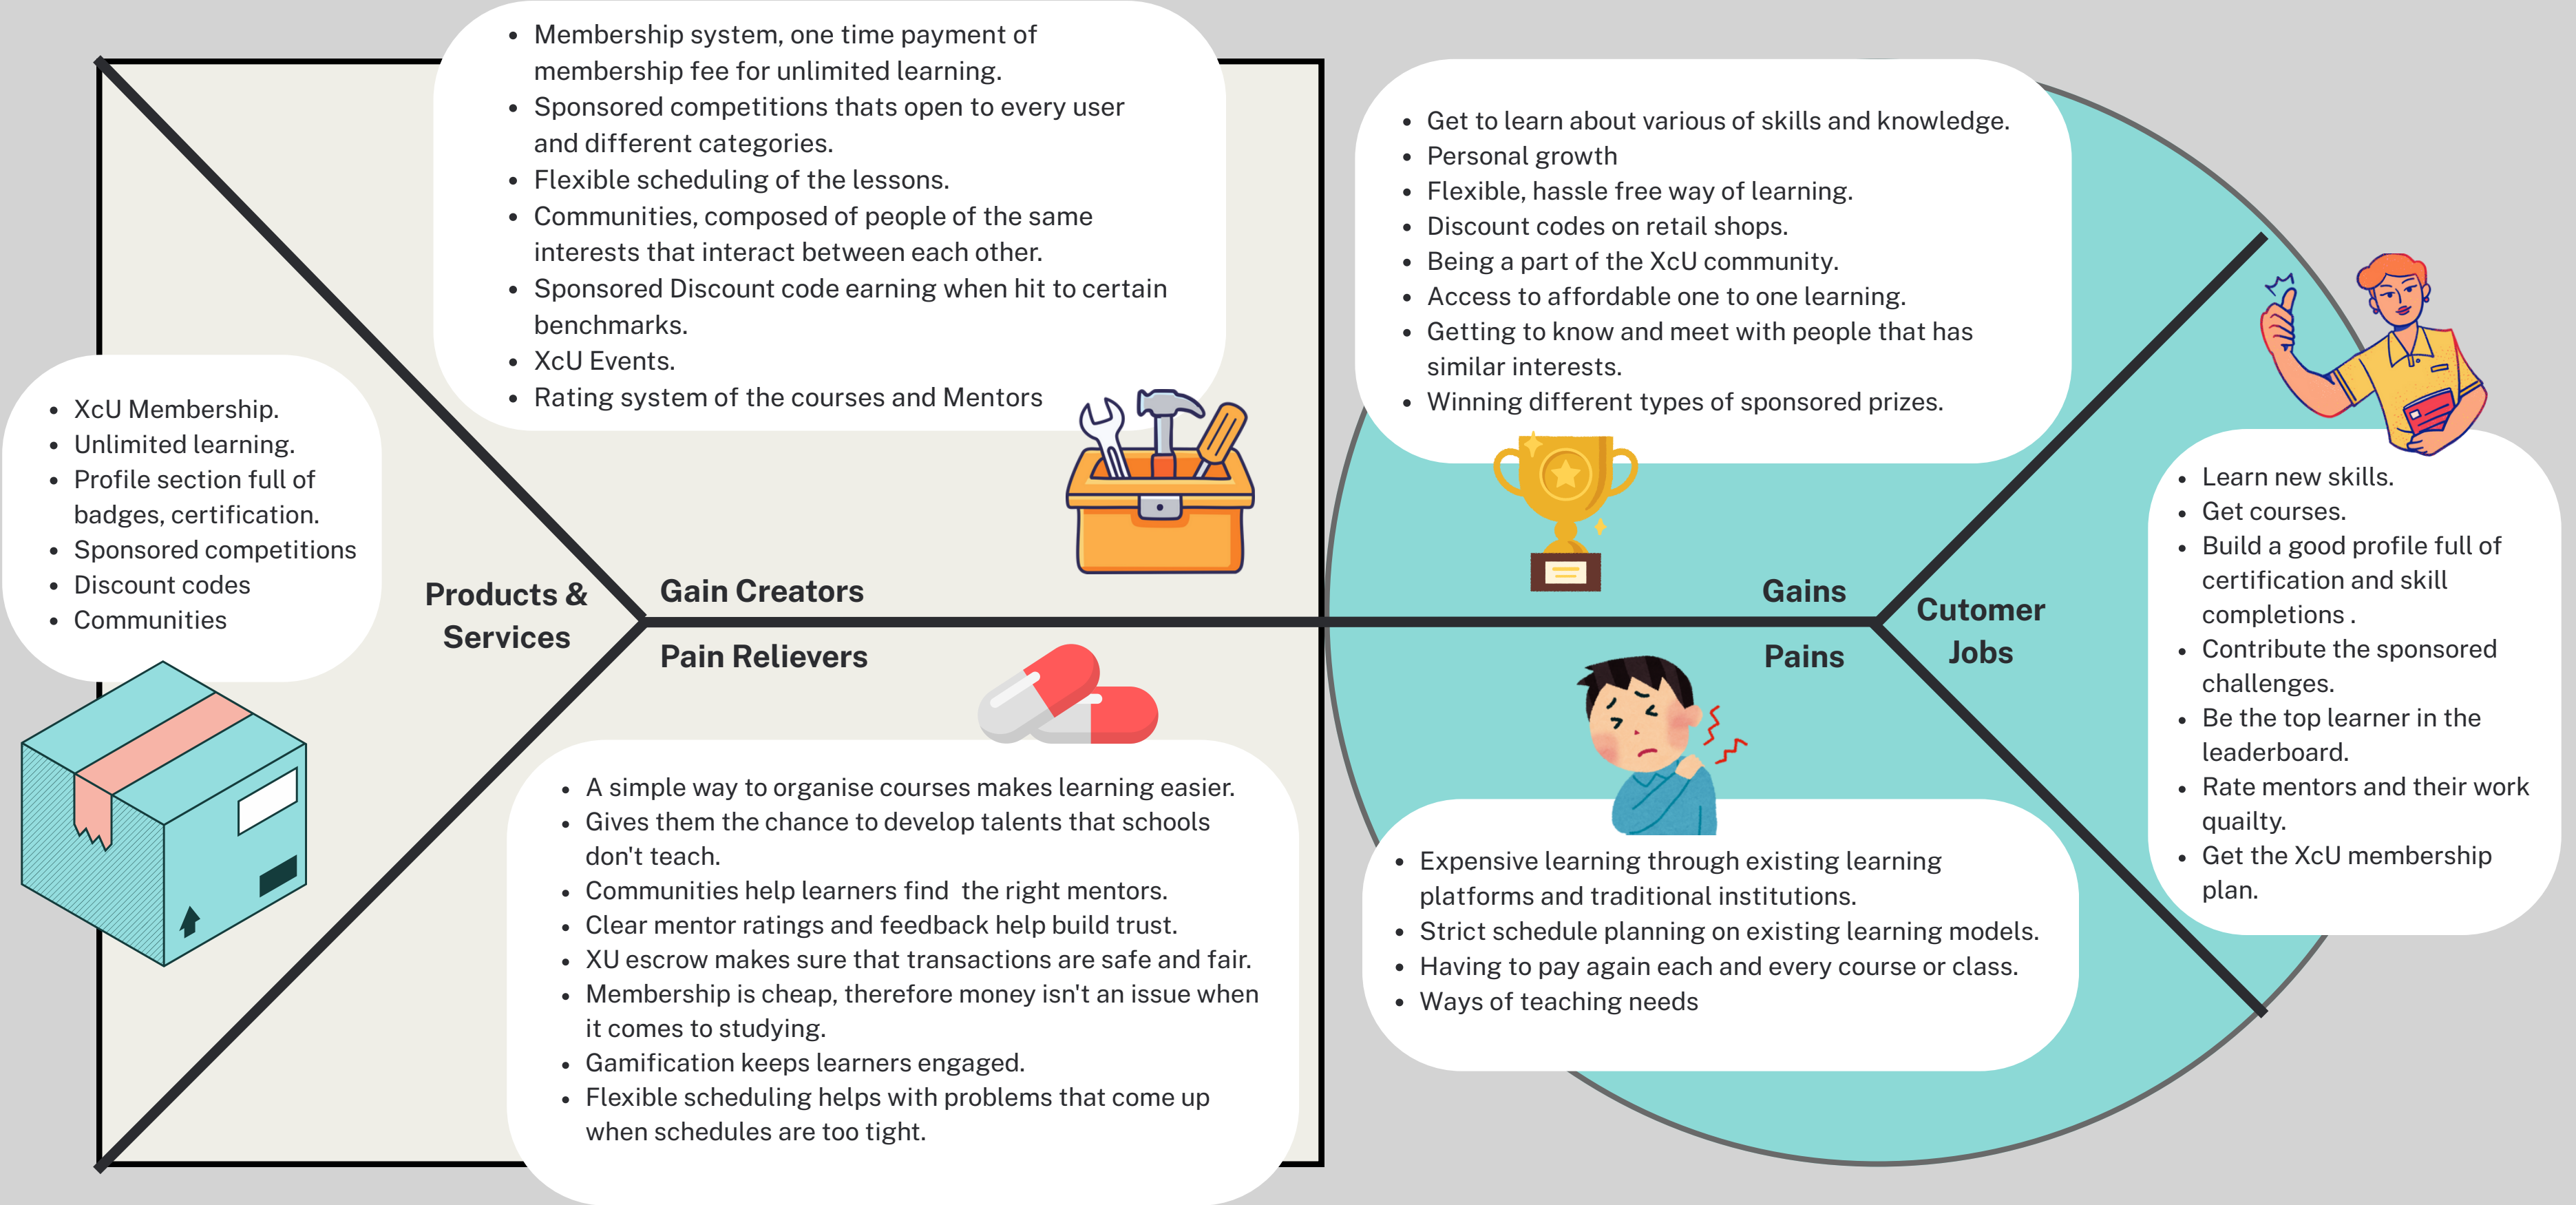 • Membership system, one time payment of
membership fee for unlimited learning.
• Sponsored competitions thats open to every user
and different categories.
• Flexible scheduling of the lessons.
• Communities, composed of people of the same
interests that interact between each other.
• Sponsored Discount code earning when hit to certain
benchmarks.
• XcU Events.
• Rating system of the courses and Mentors
• Get to learn about various of skills and knowledge.
• Personal growth
• Flexible, hassle free way of learning.
• Discount codes on retail shops.
• Being a part of the XcU community.
• Access to affordable one to one learning.
• Getting to know and meet with people that has
similar interests.
• Winning different types of sponsored prizes.
• XcU Membership.
• Unlimited learning.
• Profile section full of
badges, certification.
• Sponsored competitions
• Discount codes
• Communities
Products &
Services
Gain Creators
Pain Relievers
Gains
Pains
Cutomer
Jobs
• Learn new skills.
• Get courses.
• Build a good profile full of
certification and skill
completions .
• Contribute the sponsored
challenges.
• Be the top learner in the
leaderboard.
• Rate mentors and their work
quailty.
• Get the XcU membership
plan.
• A simple way to organise courses makes learning easier.
• Gives them the chance to develop talents that schools
don't teach.
• Communities help learners find  the right mentors.
• Clear mentor ratings and feedback help build trust.
• XU escrow makes sure that transactions are safe and fair.
• Membership is cheap, therefore money isn't an issue when
it comes to studying.
• Gamification keeps learners engaged.
• Flexible scheduling helps with problems that come up
when schedules are too tight.
• Expensive learning through existing learning
platforms and traditional institutions.
• Strict schedule planning on existing learning models.
• Having to pay again each and every course or class.
• Ways of teaching needs